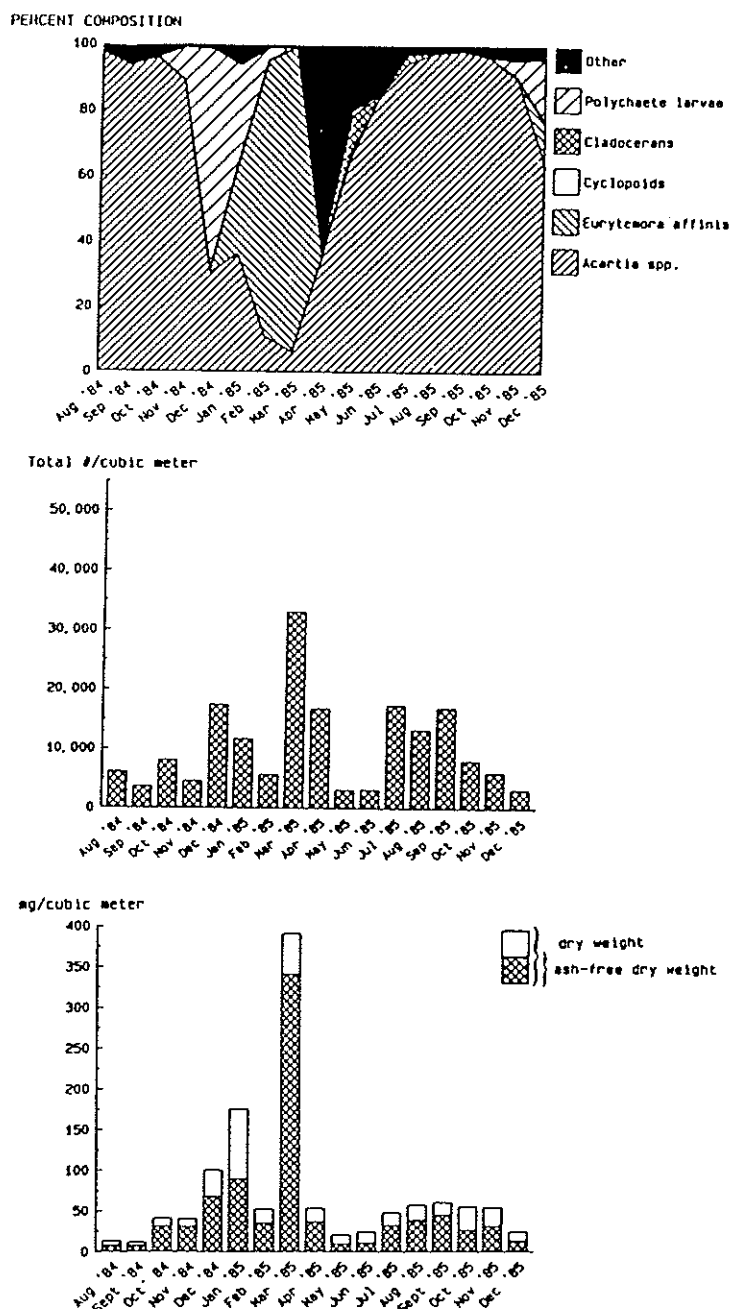 PERCENT COMPOSITION
100
80
60
40
20
0
Other
Polychaete larvae
Cladocerans
Cyclopoids
Eurytemora affinis
Acartia spp.
Aug '84
Sep '84
Oct '84
Nov '84
Dec '84
Jan '85
Feb '85
Mar '85
Apr '85
May '85
Jun '85
Jul '85
Aug '85
Sep '85
Oct '85
Nov '85
Dec '85
Total #/cubic meter
50,000
40,000
30,000
20,000
10,000
0
Aug '84
Sep '84
Oct '84
Nov '84
Dec '84
Jan '85
Feb '85
Mar '85
Apr '85
May '85
Jun '85
Jul '85
Aug '85
Sep '85
Oct '85
Nov '85
Dec '85
mg/cubic meter
400
350
300
250
200
150
100
50
0
dry weight
ash-free dry weight
Aug '84
Sept '84
Oct '84
Nov '84
Dec '84
Jan '85
Feb '85
Mar '85
Apr '85
May '85
Jun '85
Jul '85
Aug '85
Sept '85
Oct '85
Nov '85
Dec '85